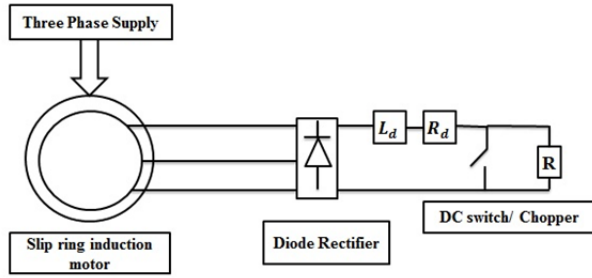 Three Phase Supply
L_d
R_d
R
DC switch/ Chopper
Slip ring induction
motor
Diode Rectifier